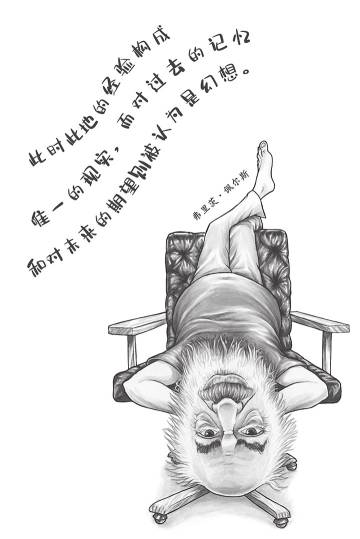 此时此地的经验构成
唯一的现实，而对过去的记忆
和对未来的期望则被认为是幻想。
弗里茨·佩尔斯